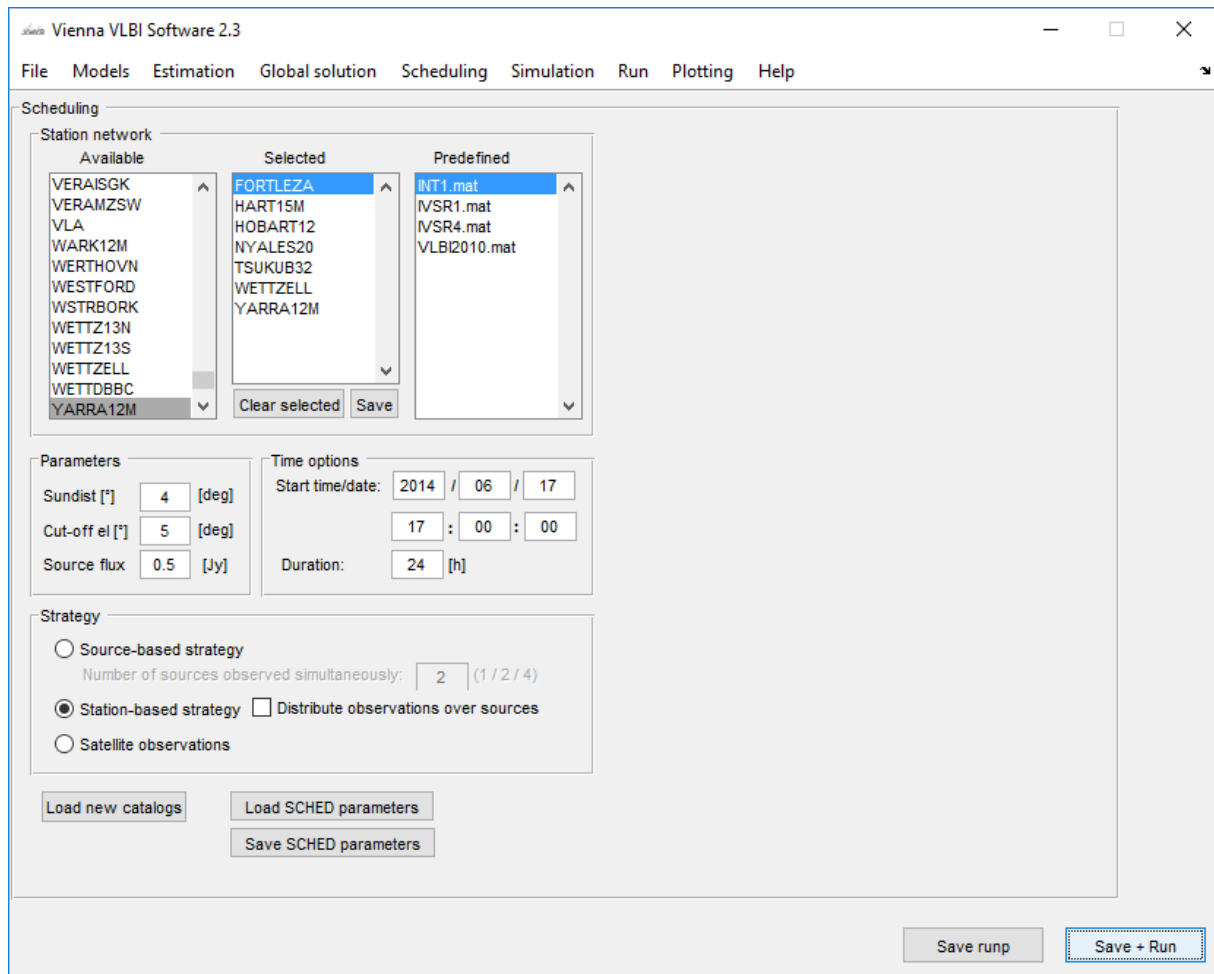 Vienna VLBI Software 2.3
File Models Estimation Global solution Scheduling Simulation Run Plotting Help
Scheduling
Station network
Available Selected Predefined
VERAISGK
VERAMZSW
VLA
WARK12M
WERTHOVN
WESTFORD
WSTRBORK
WETTZ13N
WETTZ13S
WETTZELL
WETTDBBC
YARRA12M
FORTLEZA
HART15M
HOBART12
NYALES20
TSUKUB32
WETTZELL
YARRA12M
Clear selected Save
INT1.mat
IVSR1.mat
IVSR4.mat
VLBI2010.mat
Parameters
Sundist [°] 4 [deg]
Cut-off el [°] 5 [deg]
Source flux 0.5 [Jy]
Time options
Start time/date: 2014 / 06 / 17
17 : 00 : 00
Duration: 24 [h]
Strategy
Source-based strategy
Number of sources observed simultaneously: 2 (1 / 2 / 4)
Station-based strategy Distribute observations over sources
Satellite observations
Load new catalogs Load SCHED parameters
Save SCHED parameters
Save runp Save + Run